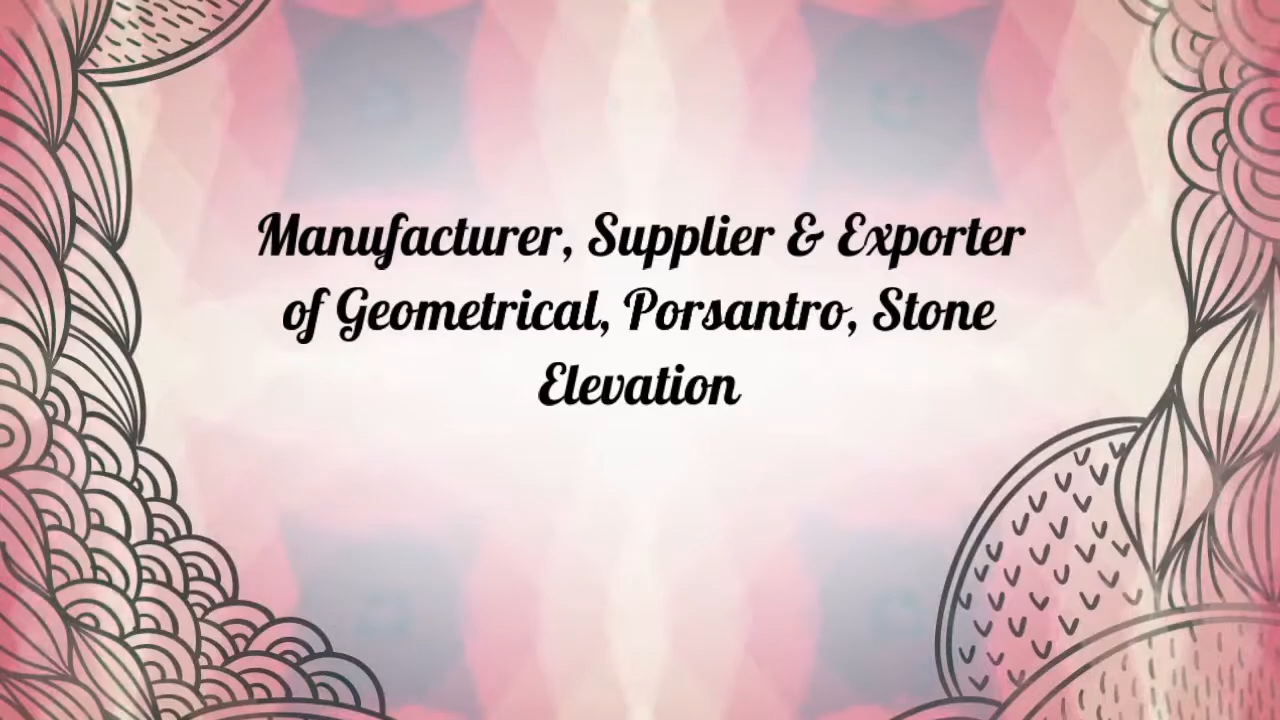 Manufacturer, Supplier & Exporter
of Geometrical, Porsantro, Stone
Elevation